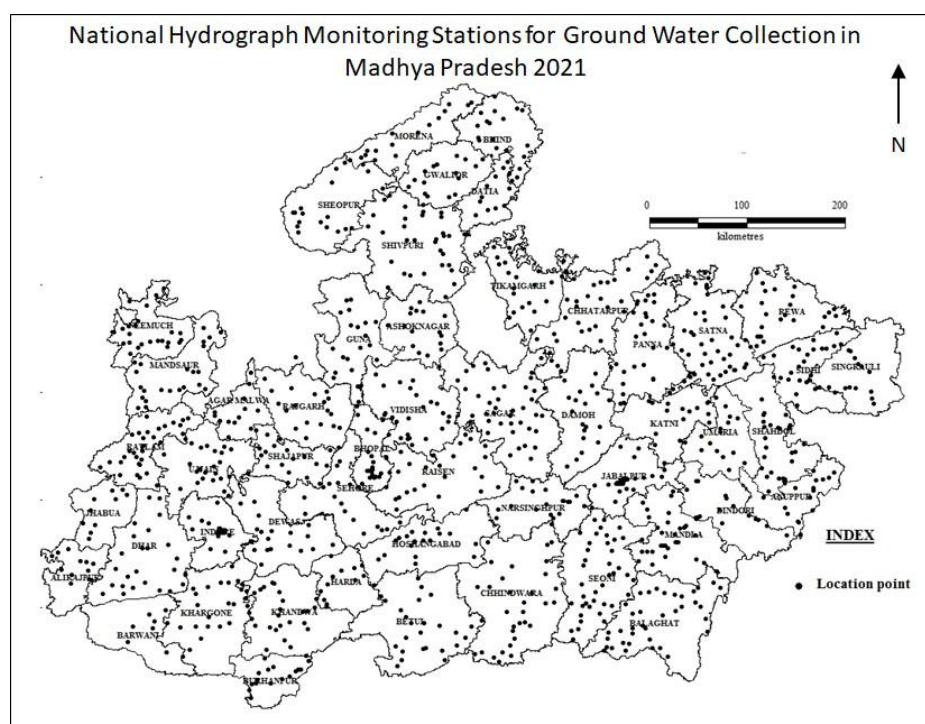 National Hydrograph Monitoring Stations for Ground Water Collection in
Madhya Pradesh 2021
N
MORENA
BHIND
GWALIOR
DATIA
SHEOPUR
0 100 200
kilometres
SHIVPURI
TIKAMGARH
CHHATARPUR
REWA
NEEMUCH
ASHOKNAGAR
GUNA
PANNA
SATNA
MANDSAUR
SIDHI
SINGRAULI
AGAR MALWA
RAJGARH
VIDISHA
SAGAR
DAMOH
KATNI
UMARIA
SHAHDOL
RATLAM
UJJAIN
SHAJAPUR
BHOPAL
RAISEN
JABALPUR
SEHORE
ANUPPUR
JHABUA
NARSINGHPUR
DINDORI
INDORE
DEWAS
MANDLA
INDEX
DHAR
HOSHANGABAD
ALIRAJPUR
HARDA
SEONI
Location point
CHHINDWARA
KHARGONE
KHANDWA
BETUL
BALAGHAT
BARWANI
BURHANPUR